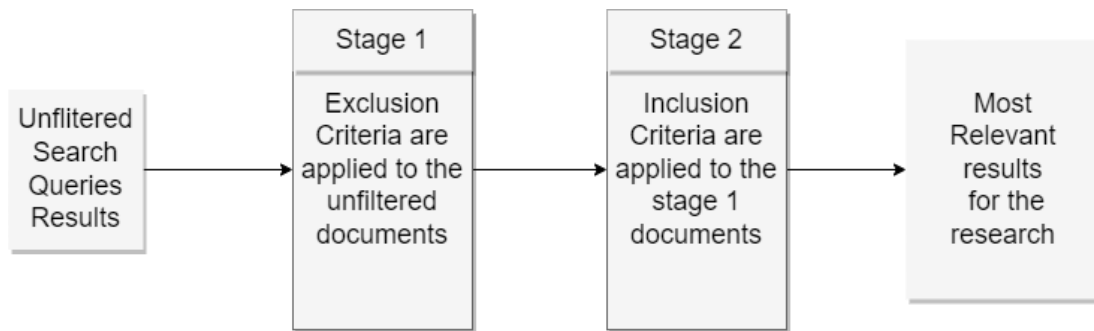 Unflitered
Search
Queries
Results
Stage 1
Exclusion
Criteria are
applied to the
unfiltered
documents
Stage 2
Inclusion
Criteria are
applied to the
stage 1
documents
Most
Relevant
results
for the
research